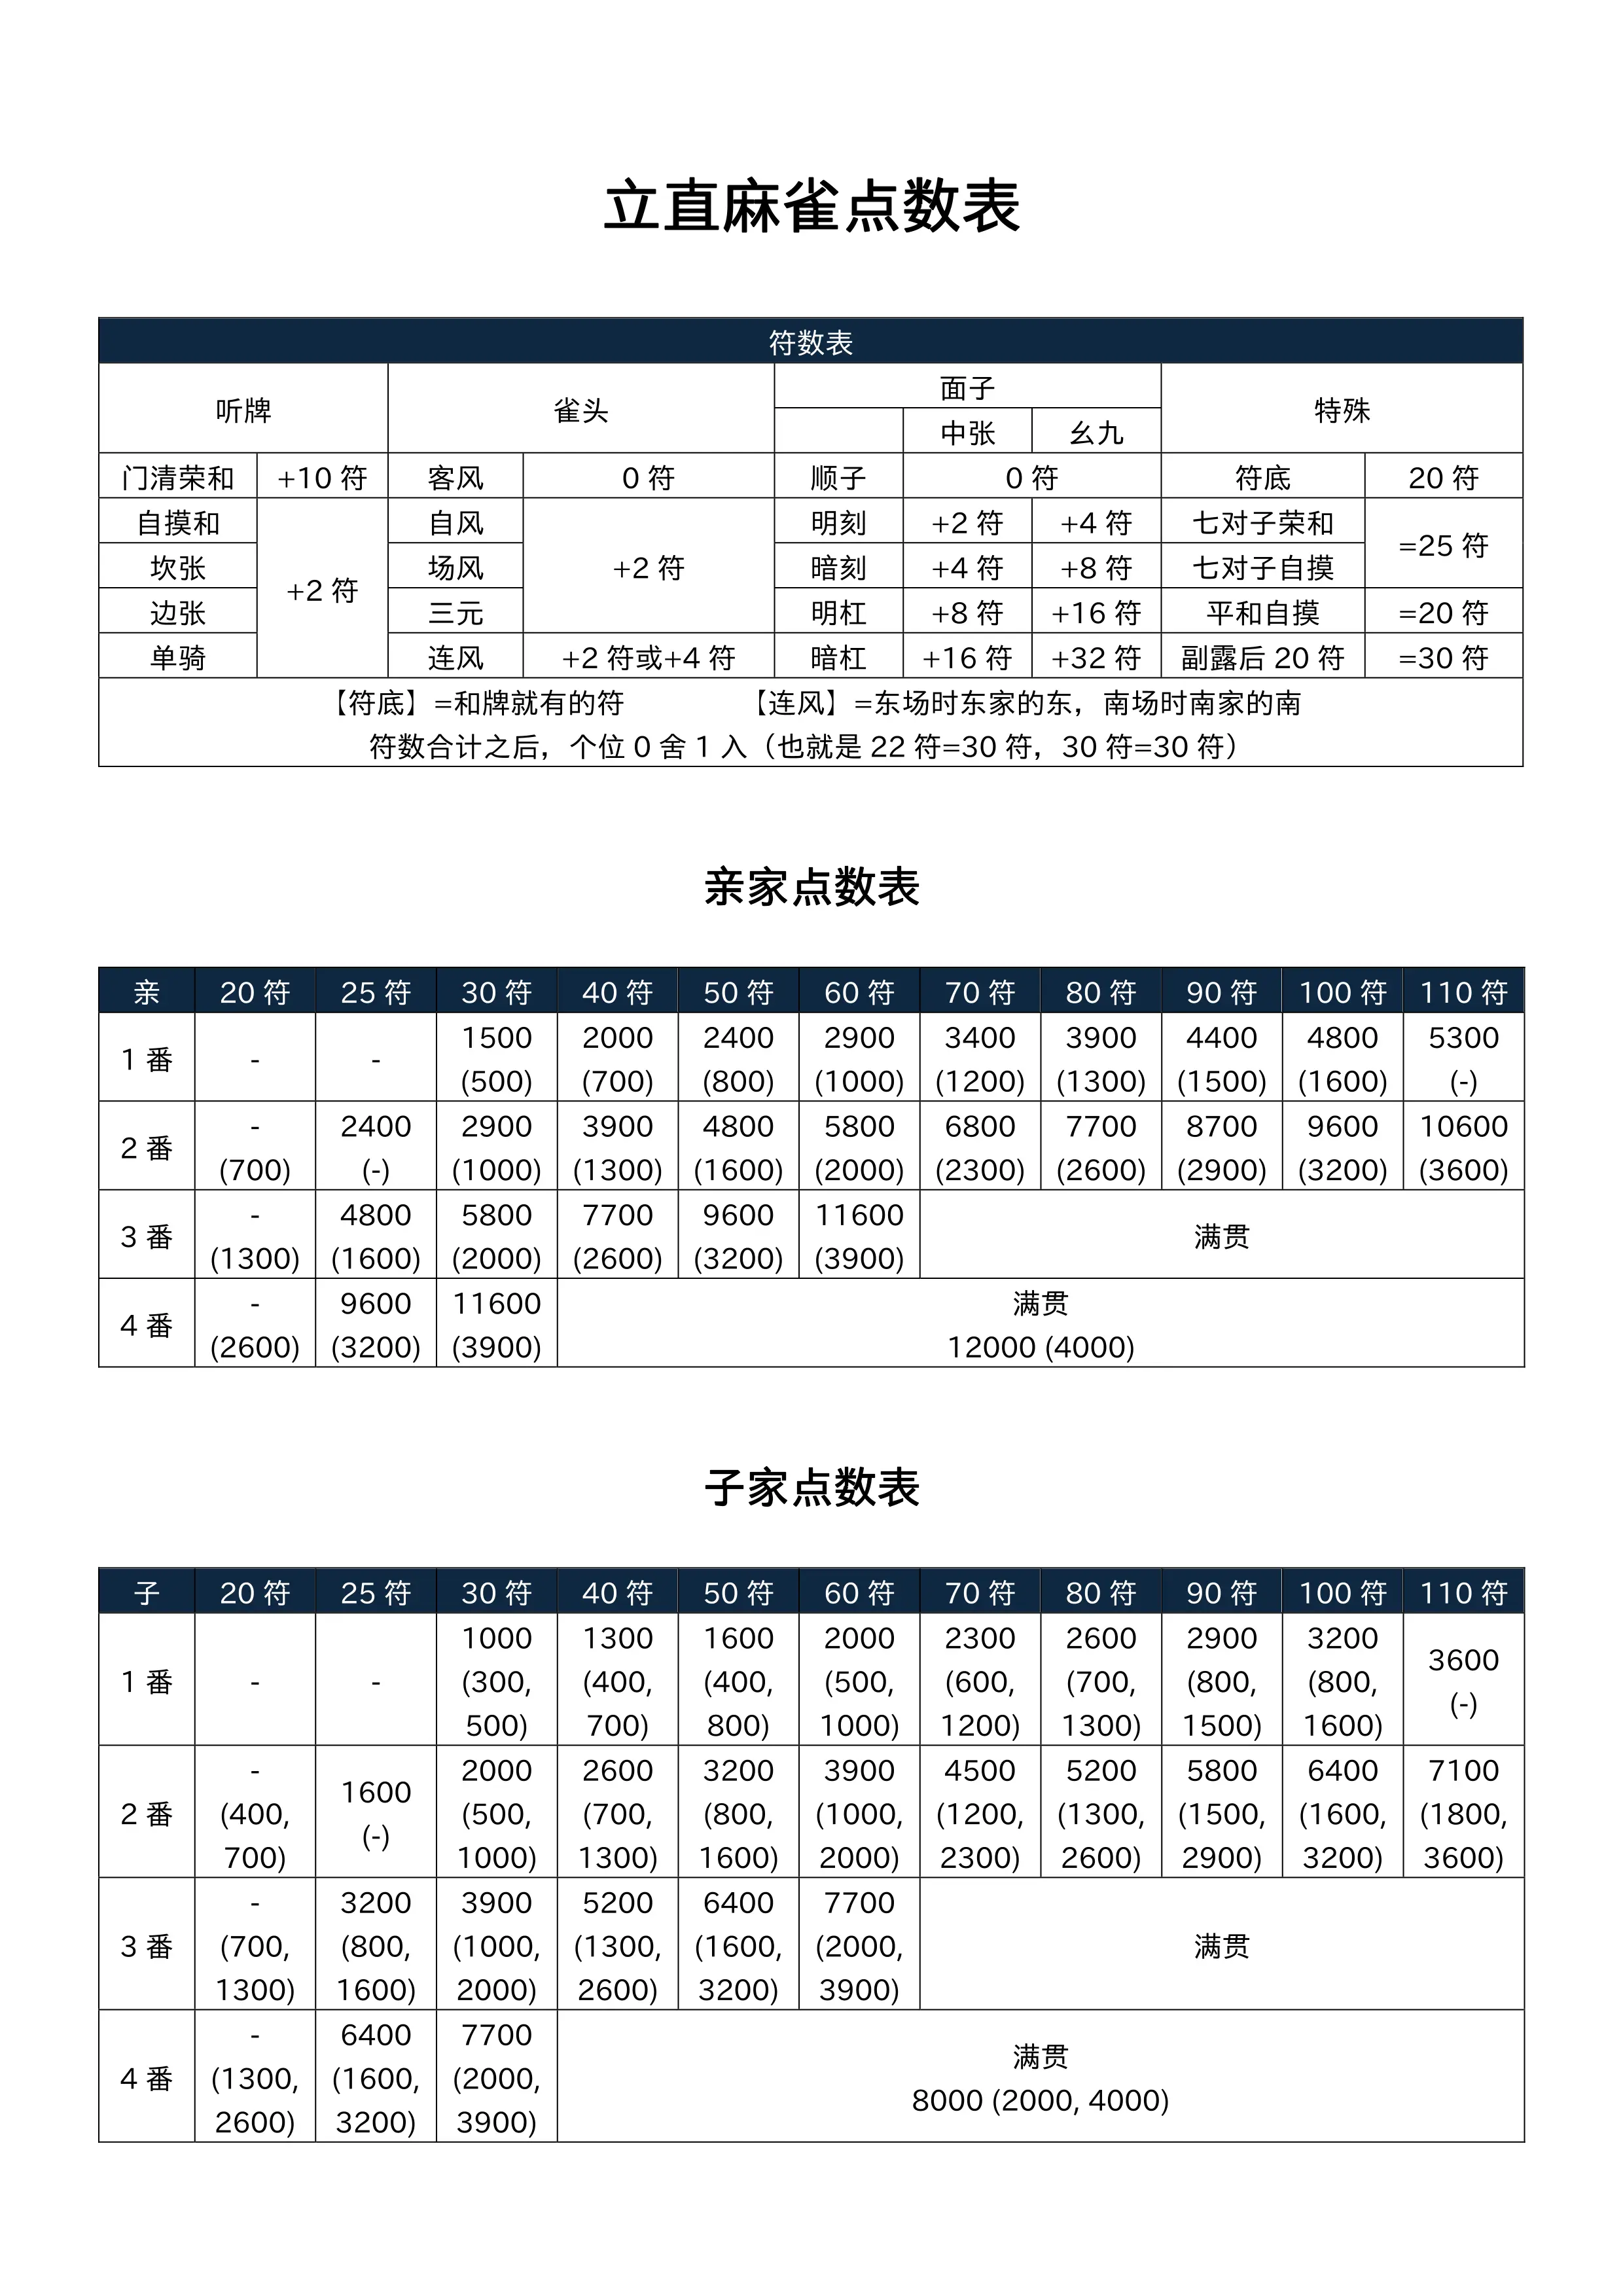 立直麻雀点数表
符数表
听牌 雀头 面子 特殊
中张 幺九
门清荣和 +10 符 客风 0 符 顺子 0 符 符底 20 符
自摸和 +2 符 自风 +2 符 明刻 +2 符 +4 符 七对子荣和 =25 符
坎张 场风 暗刻 +4 符 +8 符 七对子自摸
边张 三元 明杠 +8 符 +16 符 平和自摸 =20 符
单骑 连风 +2 符或+4 符 暗杠 +16 符 +32 符 副露后 20 符 =30 符
【符底】=和牌就有的符 【连风】=东场时东家的东，南场时南家的南
符数合计之后，个位 0 舍 1 入（也就是 22 符=30 符，30 符=30 符）
亲家点数表
亲 20 符 25 符 30 符 40 符 50 符 60 符 70 符 80 符 90 符 100 符 110 符
1 番 - - 1500 2000 2400 2900 3400 3900 4400 4800 5300
(500) (700) (800) (1000) (1200) (1300) (1500) (1600) (-)
2 番 - 2400 2900 3900 4800 5800 6800 7700 8700 9600 10600
(700) (-) (1000) (1300) (1600) (2000) (2300) (2600) (2900) (3200) (3600)
3 番 - 4800 5800 7700 9600 11600 满贯
(1300) (1600) (2000) (2600) (3200) (3900)
4 番 - 9600 11600 满贯
(2600) (3200) (3900) 12000 (4000)
子家点数表
子 20 符 25 符 30 符 40 符 50 符 60 符 70 符 80 符 90 符 100 符 110 符
1 番 - - 1000 1300 1600 2000 2300 2600 2900 3200 3600
(300, (400, (400, (500, (600, (700, (800, (800, (-)
500) 700) 800) 1000) 1200) 1300) 1500) 1600)
2 番 - 1600 2000 2600 3200 3900 4500 5200 5800 6400 7100
(400, (-) (500, (700, (800, (1000, (1200, (1300, (1500, (1600, (1800,
700) 1000) 1300) 1600) 2000) 2300) 2600) 2900) 3200) 3600)
3 番 - 3200 3900 5200 6400 7700 满贯
(700, (800, (1000, (1300, (1600, (2000,
1300) 1600) 2000) 2600) 3200) 3900)
4 番 - 6400 7700 满贯
(1300, (1600, (2000, 8000 (2000, 4000)
2600) 3200) 3900)